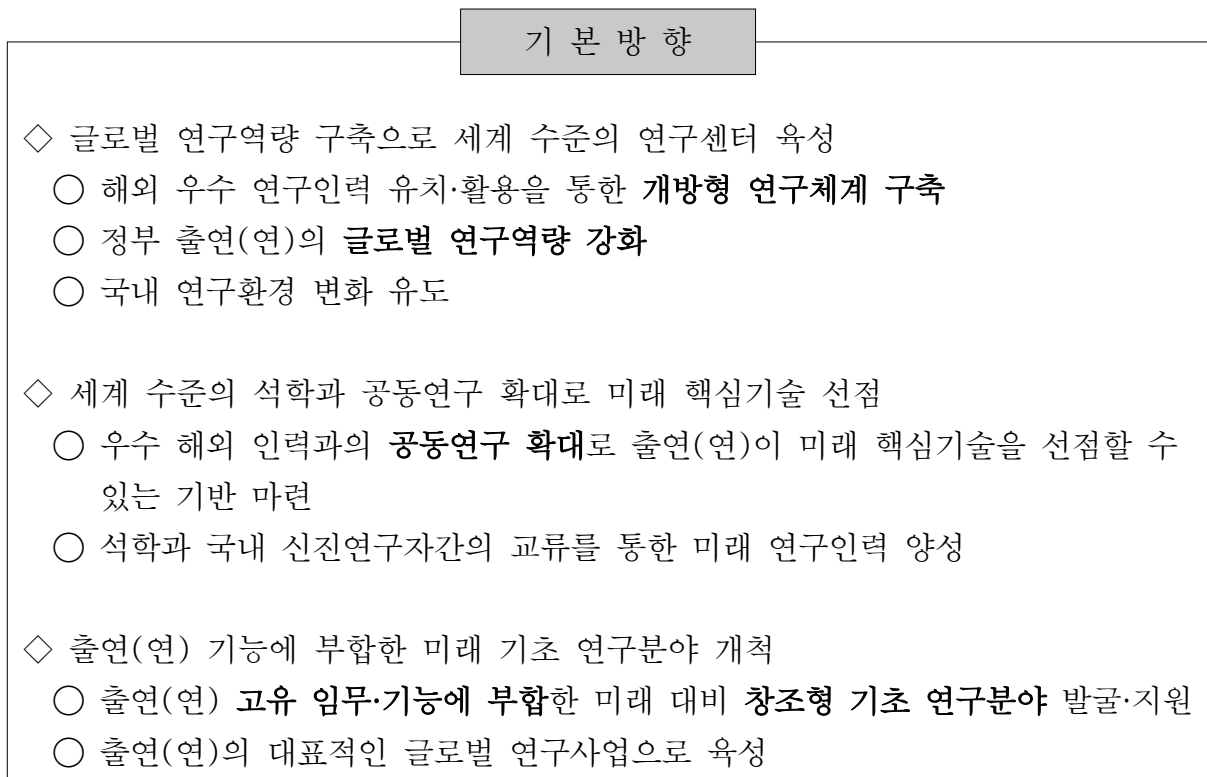 기 본 방 향
◇ 글로벌 연구역량 구축으로 세계 수준의 연구센터 육성
○ 해외 우수 연구인력 유치·활용을 통한 개방형 연구체계 구축
○ 정부 출연(연)의 글로벌 연구역량 강화
○ 국내 연구환경 변화 유도
◇ 세계 수준의 석학과 공동연구 확대로 미래 핵심기술 선점
○ 우수 해외 인력과의 공동연구 확대로 출연(연)이 미래 핵심기술을 선점할 수
있는 기반 마련
○ 석학과 국내 신진연구자간의 교류를 통한 미래 연구인력 양성
◇ 출연(연) 기능에 부합한 미래 기초 연구분야 개척
○ 출연(연) 고유 임무·기능에 부합한 미래 대비 창조형 기초 연구분야 발굴·지원
○ 출연(연)의 대표적인 글로벌 연구사업으로 육성